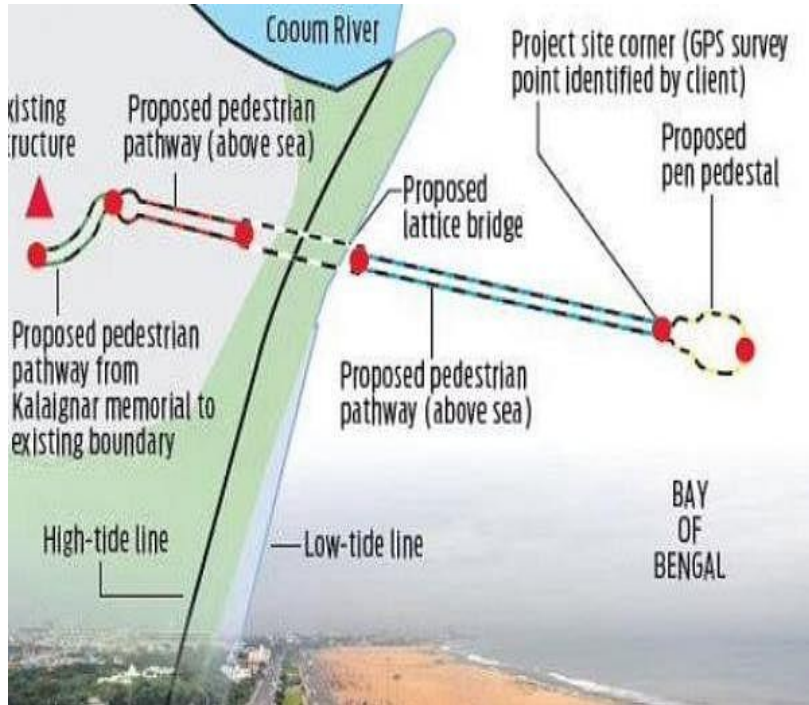 Cooum River
Project site corner (GPS survey
point identified by client)
xisting
tructure
Proposed pedestrian
pathway (above sea)
Proposed
pen pedestal
Proposed
lattice bridge
Proposed pedestrian
pathway from
Kalaignar memorial to
existing boundary
Proposed pedestrian
pathway (above sea)
High-tide line
Low-tide line
BAY
OF
BENGAL